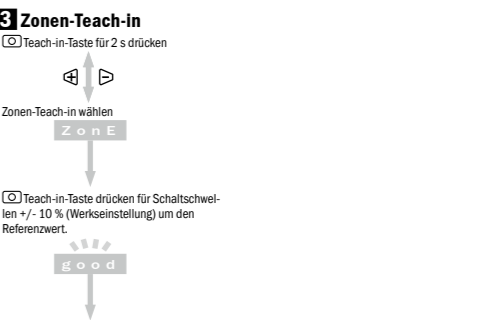 3 Zonen-Teach-in
Teach-in-Taste für 2 s drücken
+ −
Zonen-Teach-in wählen
ZonE
Teach-in-Taste drücken für Schaltschwel-
len +/- 10 % (Werkseinstellung) um den
Referenzwert.
good